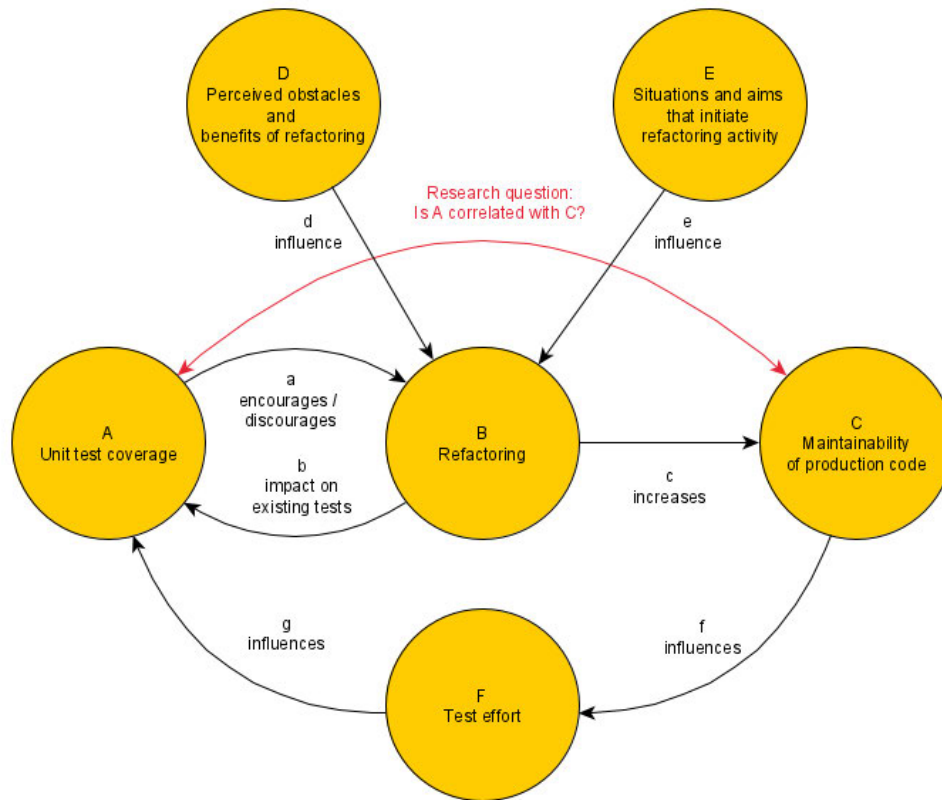 D
Perceived obstacles
and
benefits of refactoring
E
Situations and aims
that initiate
refactoring activity
Research question:
Is A correlated with C?
d
influence
e
influence
a
encourages /
discourages
A
Unit test coverage
B
Refactoring
C
Maintainability
of production code
b
impact on
existing tests
c
increases
g
influences
f
influences
F
Test effort